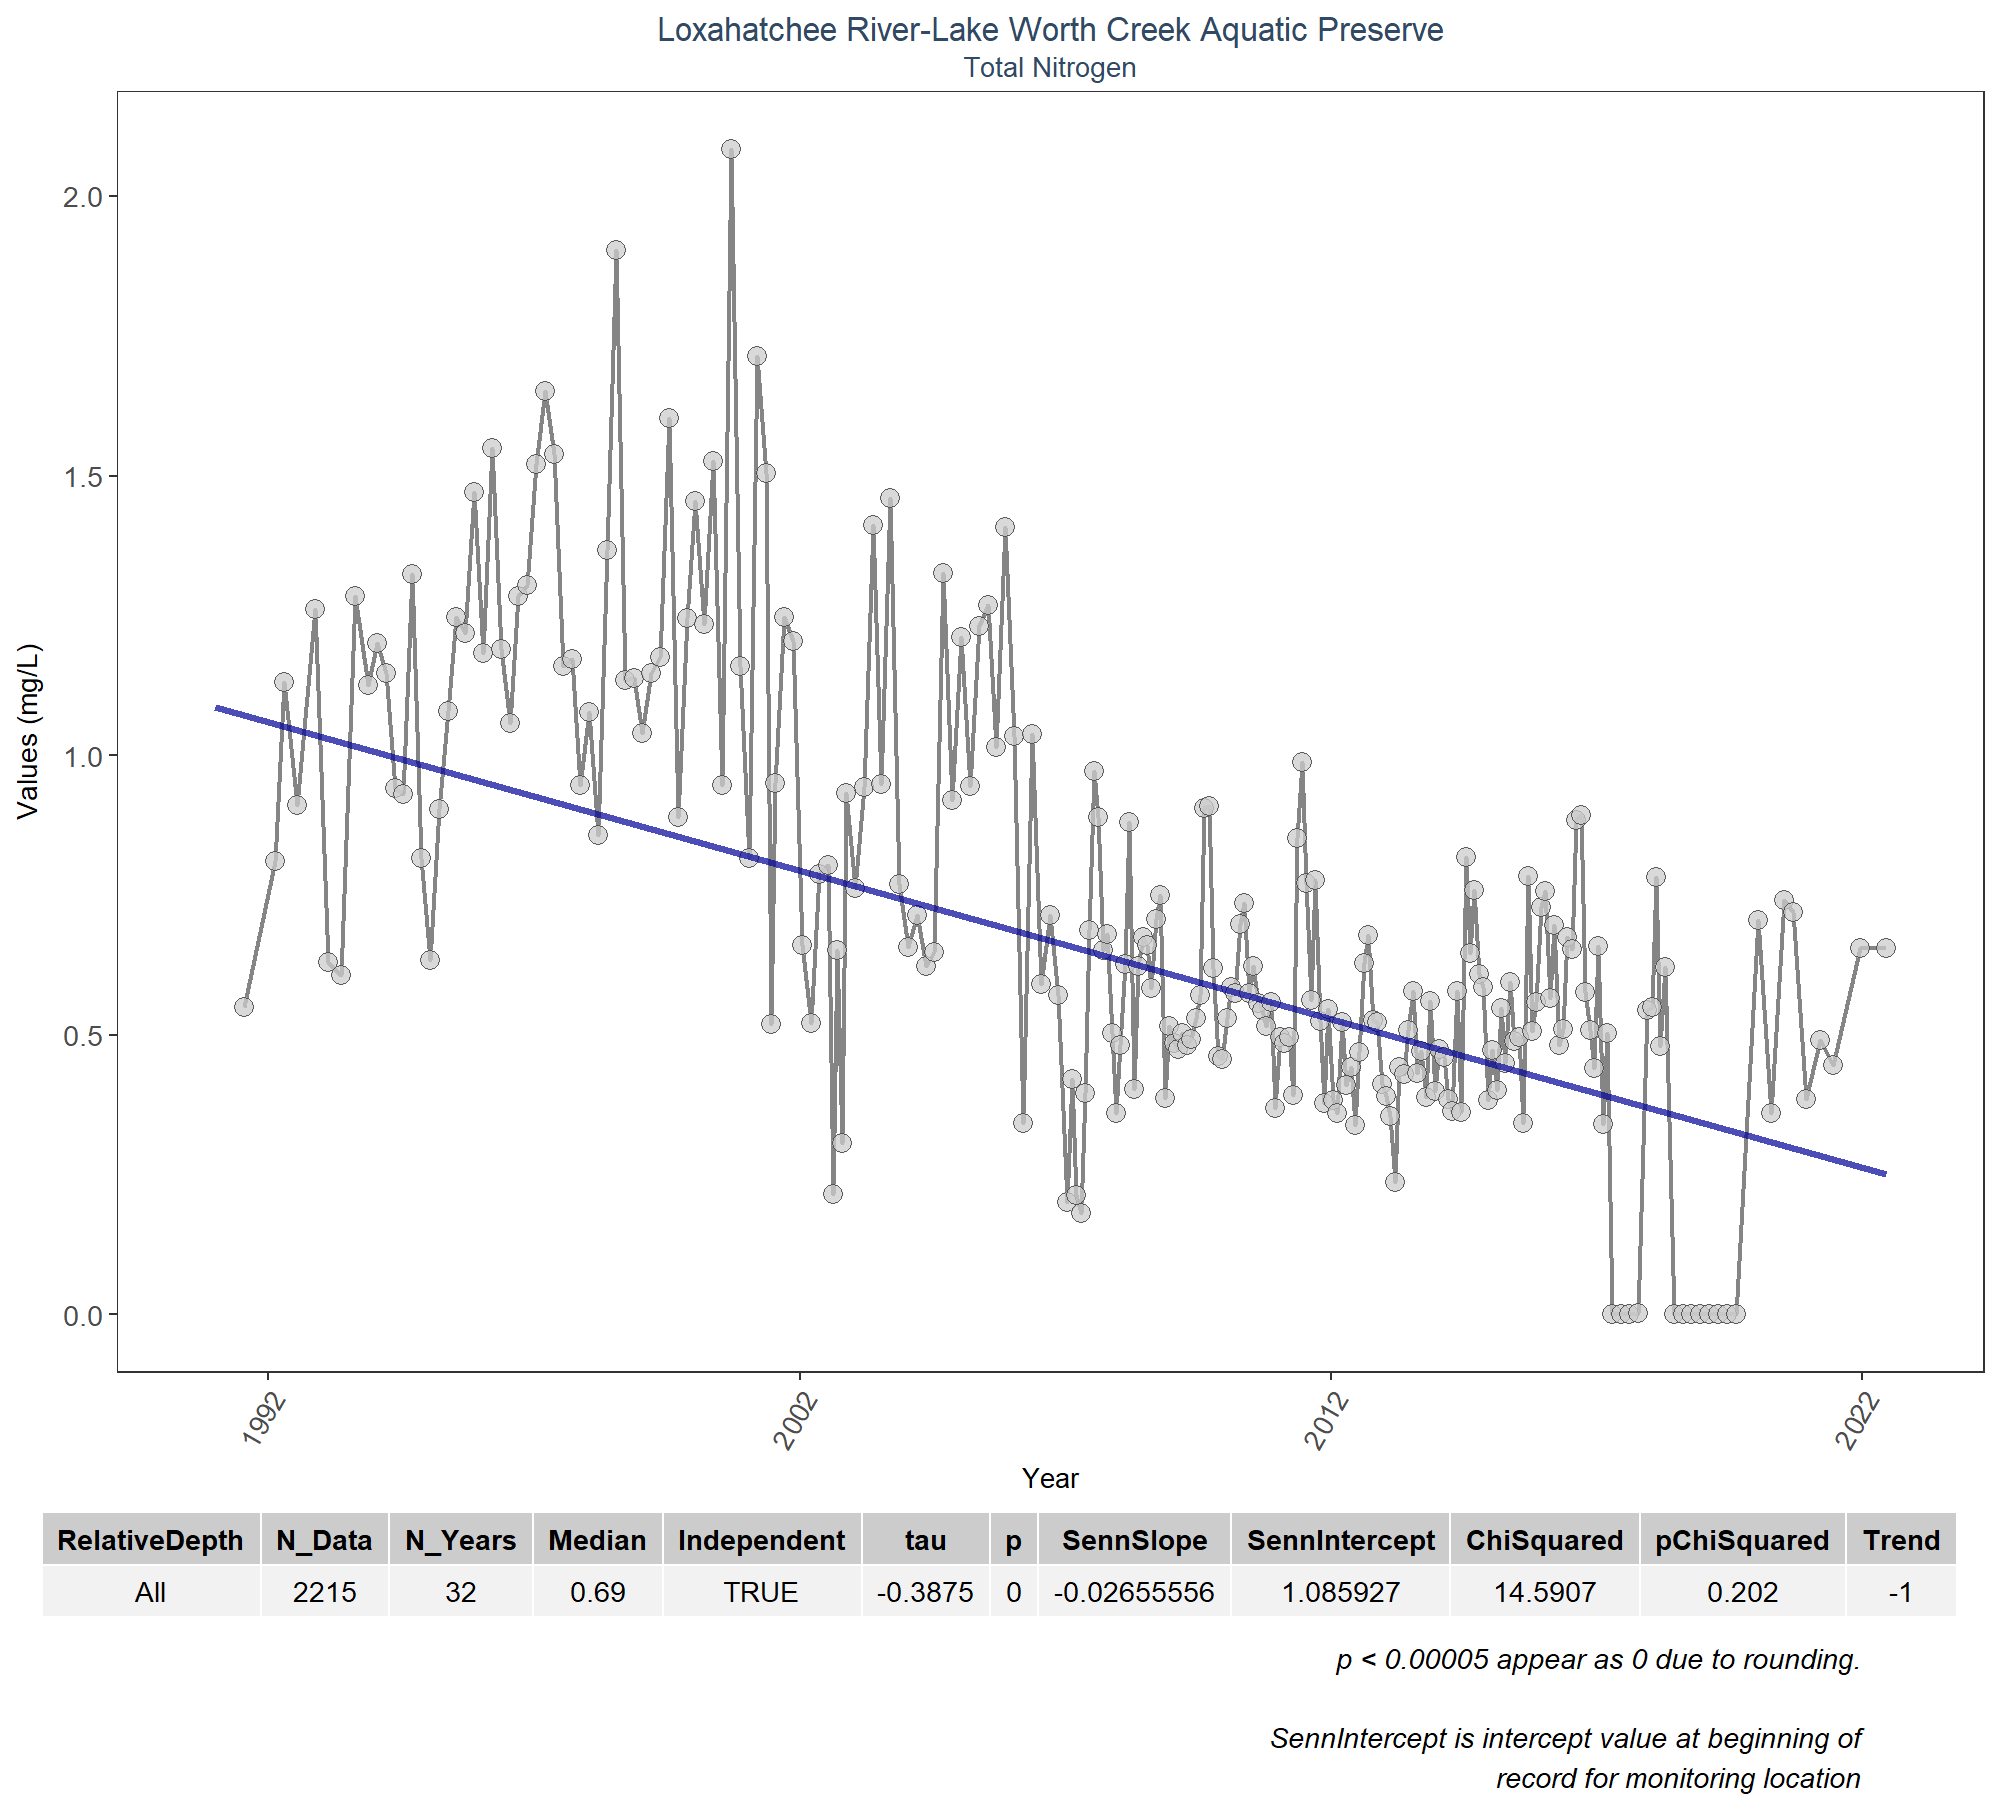 Loxahatchee River-Lake Worth Creek Aquatic Preserve
Total Nitrogen
Values (mg/L)
2.0
1.5
1.0
0.5
0.0
1992 2002 2012 2022
Year
RelativeDepth N_Data N_Years Median Independent tau p SennSlope SennIntercept ChiSquared pChiSquared Trend
All 2215 32 0.69 TRUE -0.3875 0 -0.02655556 1.085927 14.5907 0.202 -1
p < 0.00005 appear as 0 due to rounding.
SennIntercept is intercept value at beginning of
record for monitoring location